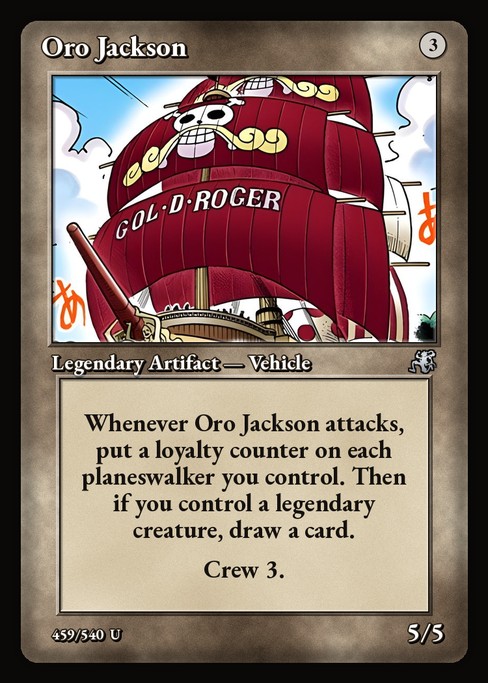 Oro Jackson
3
GOL·D·ROGER
あ
あ
Legendary Artifact — Vehicle
Whenever Oro Jackson attacks,
put a loyalty counter on each
planeswalker you control. Then
if you control a legendary
creature, draw a card.
Crew 3.
459/540 U
5/5